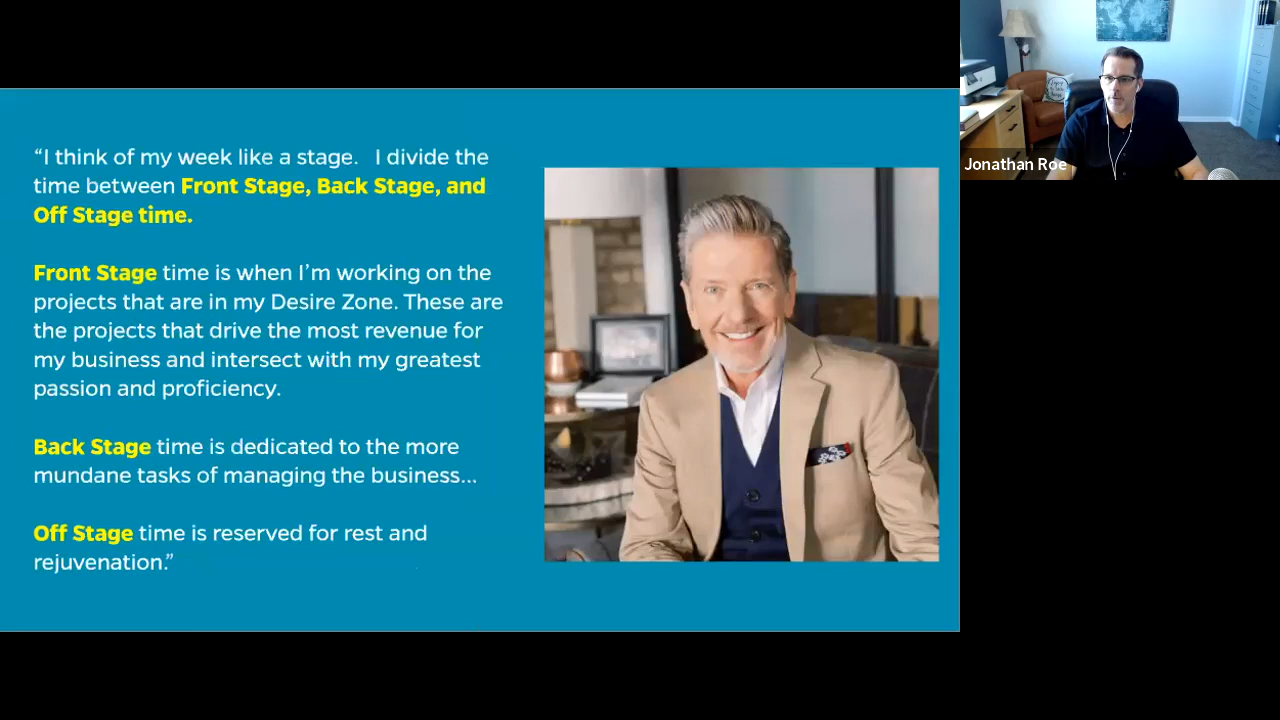 “I think of my week like a stage.   I divide the
time between Front Stage, Back Stage, and
Off Stage time.
Front Stage time is when I’m working on the
projects that are in my Desire Zone. These are
the projects that drive the most revenue for
my business and intersect with my greatest
passion and proficiency.
Back Stage time is dedicated to the more
mundane tasks of managing the business...
Off Stage time is reserved for rest and
rejuvenation.”
Jonathan Roe